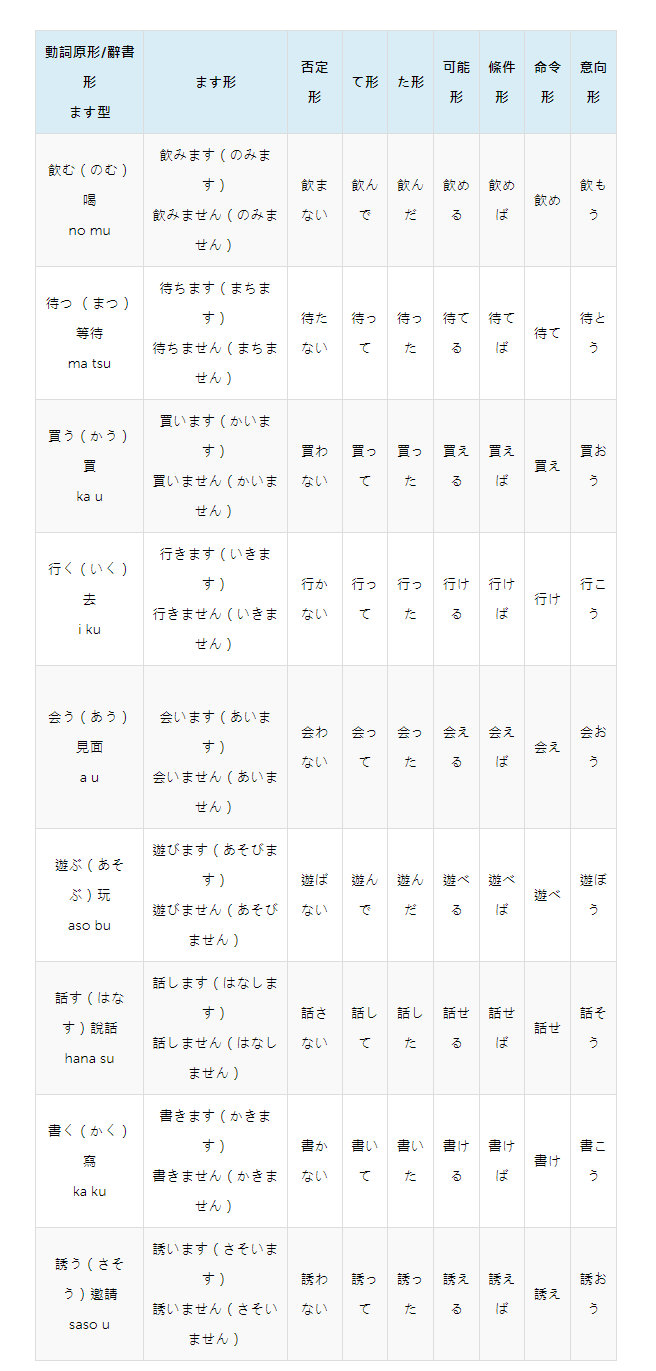 動詞原形/辭書
形
ます型
ます形
否定
形
て形
た形
可能
形
條件
形
命令
形
意向
形
飲む（のむ）
喝
no mu
飲みます（のみま
す）
飲みません（のみま
せん）
飲ま
ない
飲ん
で
飲ん
だ
飲め
る
飲め
ば
飲め
飲も
う
待つ （まつ）
等待
ma tsu
待ちます（まちま
す）
待ちません（まちま
せん）
待た
ない
待っ
て
待っ
た
待て
る
待て
ば
待て
待と
う
買う（かう）
買
ka u
買います（かいま
す）
買いません（かいま
せん）
買わ
ない
買っ
て
買っ
た
買え
る
買え
ば
買え
買お
う
行く（いく）
去
i ku
行きます（いきま
す）
行きません（いきま
せん）
行か
ない
行っ
て
行っ
た
行け
る
行け
ば
行け
行こ
う
会う（あう）
見面
a u
会います（あいま
す）
会いません（あいま
せん）
会わ
ない
会っ
て
会っ
た
会え
る
会え
ば
会え
会お
う
遊ぶ（あそ
ぶ）玩
aso bu
遊びます（あそびま
す）
遊びません（あそび
ません）
遊ば
ない
遊ん
で
遊ん
だ
遊べ
る
遊べ
ば
遊べ
遊ぼ
う
話す（はな
す）說話
hana su
話します（はなしま
す）
話しません（はなし
ません）
話さ
ない
話し
て
話し
た
話せ
る
話せ
ば
話せ
話そ
う
書く（かく）
寫
ka ku
書きます（かきま
す）
書きません（かきま
せん）
書か
ない
書い
て
書い
た
書ける
書け
ば
書け
書こ
う
誘う（さそ
う）邀請
saso u
誘います（さそいま
す）
誘いません（さそい
ません）
誘わ
ない
誘っ
て
誘っ
た
誘え
る
誘え
ば
誘え
誘お
う